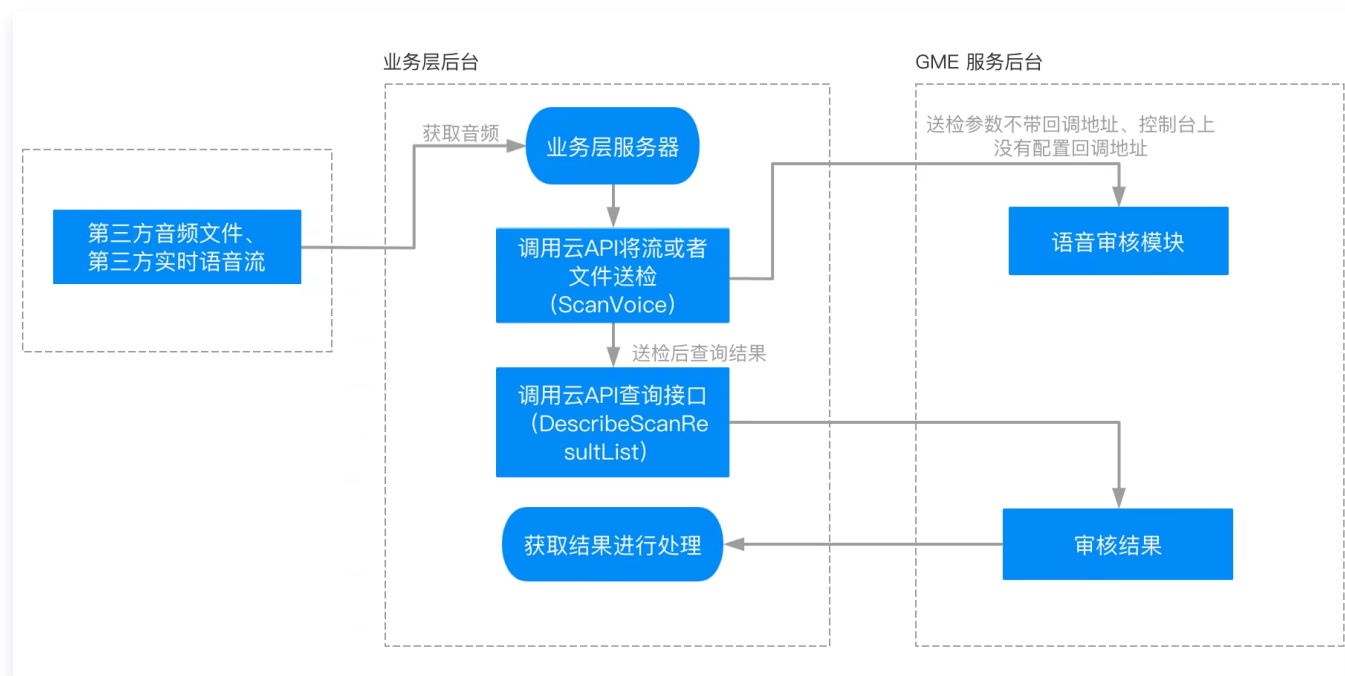 业务层后台
GME 服务后台
获取音频
业务层服务器
送检参数不带回调地址、控制台上
没有配置回调地址
第三方音频文件、
第三方实时语音流
调用云API将流或者
文件送检
（ScanVoice）
语音审核模块
送检后查询结果
调用云API查询接口
（DescribeScanRe
sultList）
获取结果进行处理
审核结果